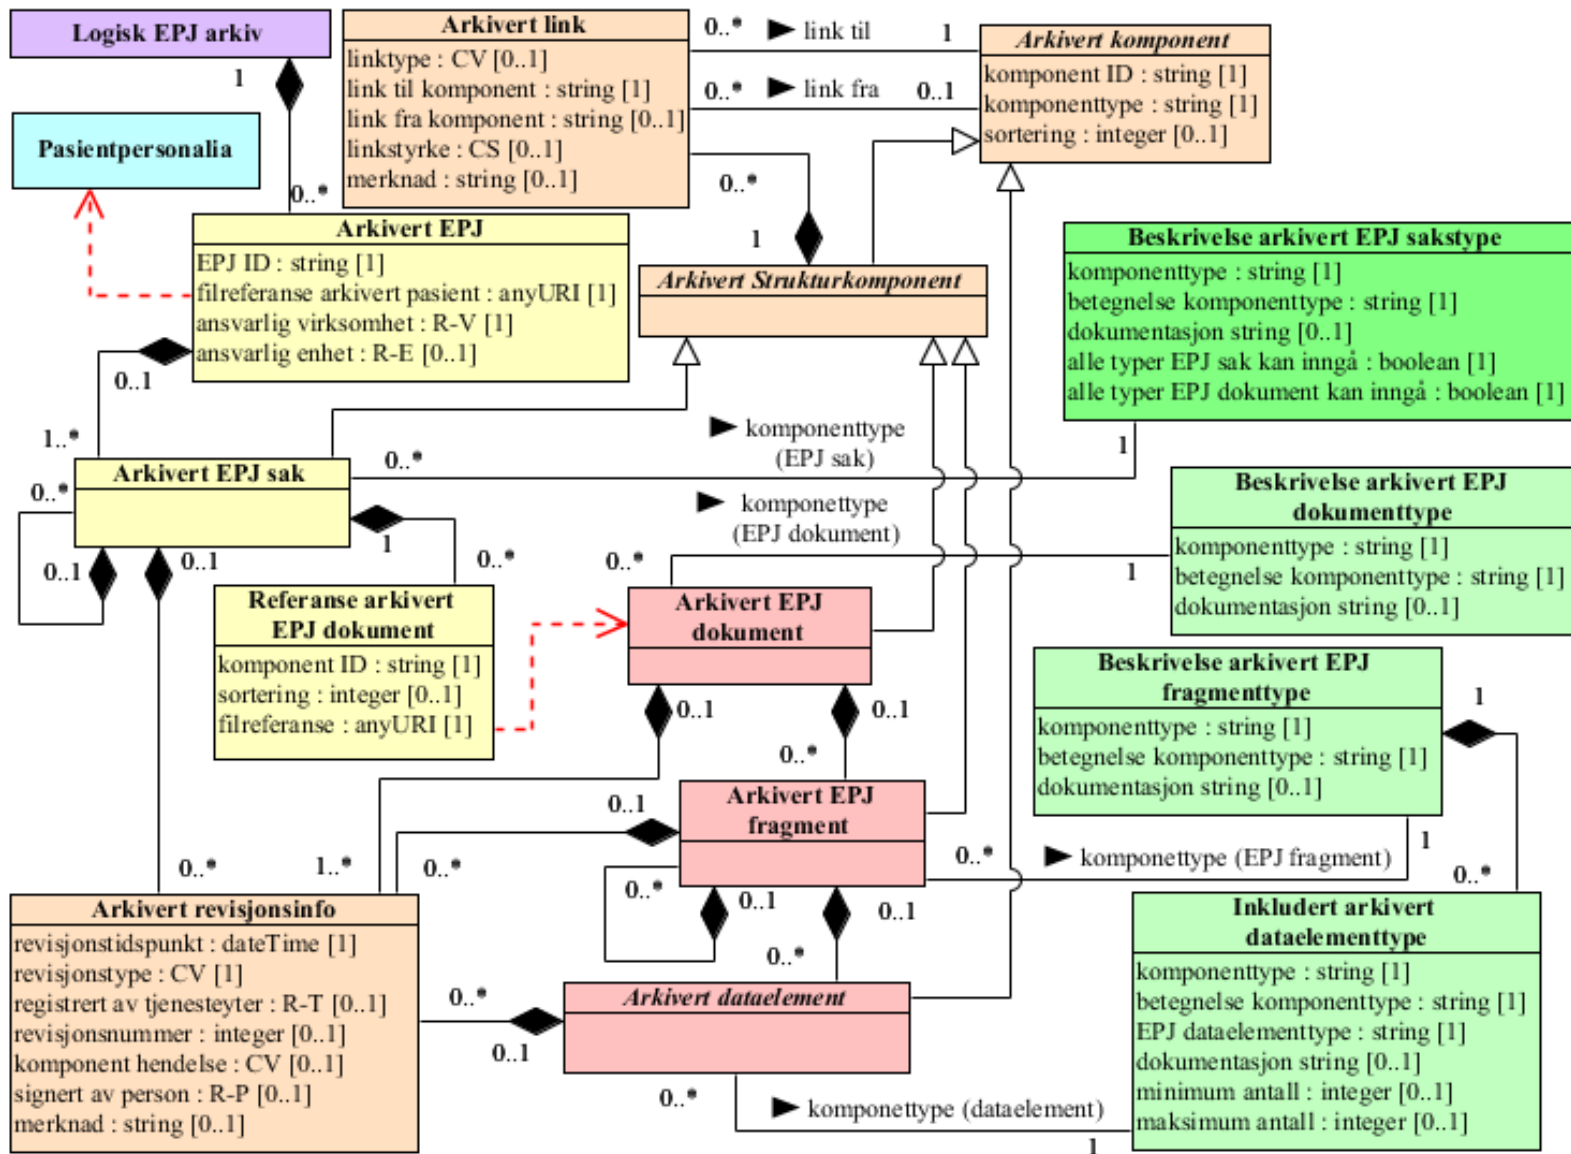 Logisk EPJ arkiv
1
0..*
Pasientpersonalia
Arkivert link
linktype : CV [0..1]
link til komponent : string [1]
link fra komponent : string [0..1]
linkstyrke : CS [0..1]
merknad : string [0..1]
0..*
► link til
1
0..*
► link fra
0..1
0..*
1
Arkivert komponent
komponent ID : string [1]
komponenttype : string [1]
sortering : integer [0..1]
Arkivert EPJ
EPJ ID : string [1]
filreferanse arkivert pasient : anyURI [1]
ansvarlig virksomhet : R-V [1]
ansvarlig enhet : R-E [0..1]
0..1
1..*
Arkivert Strukturkomponent
Beskrivelse arkivert EPJ sakstype
komponenttype : string [1]
betegnelse komponenttype : string [1]
dokumentasjon string [0..1]
alle typer EPJ sak kan inngå : boolean [1]
alle typer EPJ dokument kan inngå : boolean [1]
Arkivert EPJ sak
0..*
0..1
0..1
1
0..*
0..*
► komponenttype
(EPJ sak)
1
► komponettype
(EPJ dokument)
0..*
1
Beskrivelse arkivert EPJ
dokumenttype
komponenttype : string [1]
betegnelse komponenttype : string [1]
dokumentasjon string [0..1]
Referanse arkivert
EPJ dokument
komponent ID : string [1]
sortering : integer [0..1]
filreferanse : anyURI [1]
Arkivert EPJ
dokument
0..1
0..1
0..*
Beskrivelse arkivert EPJ
fragmenttype
komponenttype : string [1]
betegnelse komponenttype : string [1]
dokumentasjon string [0..1]
1
0..*
Arkivert EPJ
fragment
0..1
0..*
1..*
0..*
0..*
0..1
0..1
0..*
0..*
► komponettype (EPJ fragment)
1
Arkivert revisjonsinfo
revisjonstidspunkt : dateTime [1]
revisjonstype : CV [1]
registrert av tjenesteyter : R-T [0..1]
revisjonsnummer : integer [0..1]
komponent hendelse : CV [0..1]
signert av person : R-P [0..1]
merknad : string [0..1]
0..*
0..1
Arkivert dataelement
0..*
► komponettype (dataelement)
1
Inkludert arkivert
dataelementtype
komponenttype : string [1]
betegnelse komponenttype : string [1]
EPJ dataelementtype : string [1]
dokumentasjon string [0..1]
minimum antall : integer [0..1]
maksimum antall : integer [0..1]